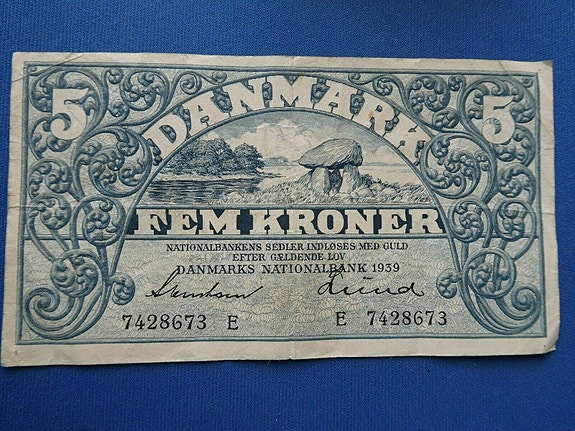 5 DANMARK 5
FEM KRONER
NATIONALBANKENS SEDLER INDLØSES MED GULD
EFTER GÆLDENDE LOV
DANMARKS NATIONALBANK 1939
7428673 E E 7428673